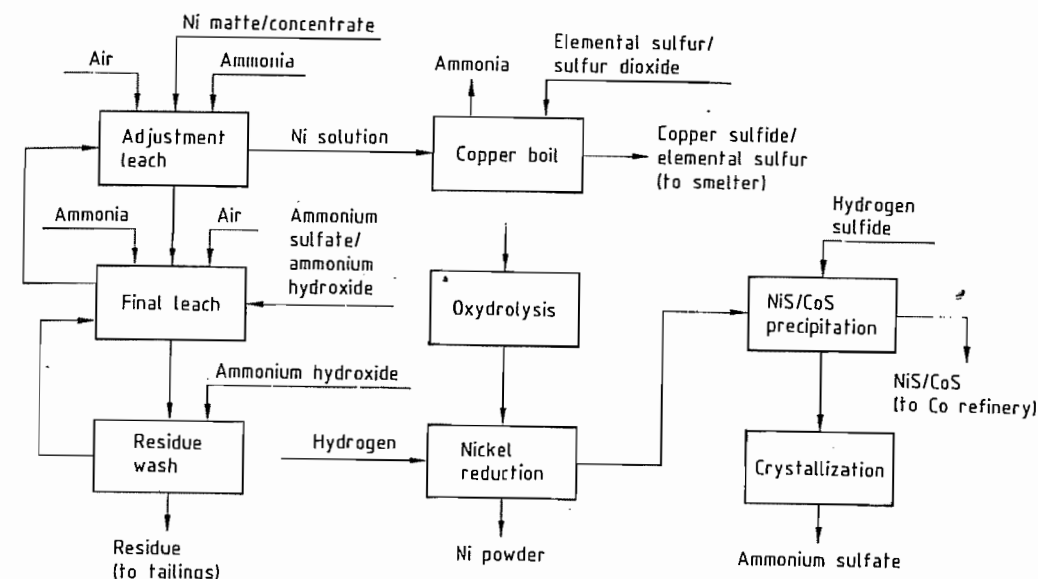 Ni matte/concentrate
Air
Ammonia
Adjustment
leach
Ni solution
Ammonia
Elemental sulfur/
sulfur dioxide
Copper boil
Copper sulfide/
elemental sulfur
(to smelter)
Ammonia
Air
Ammonium
sulfate/
ammonium
hydroxide
Final leach
Oxydrolysis
Hydrogen
sulfide
NiS/CoS
precipitation
NiS/CoS
(to Co refinery)
Ammonium hydroxide
Residue
wash
Hydrogen
Nickel
reduction
Crystallization
Residue
(to tailings)
Ni powder
Ammonium sulfate